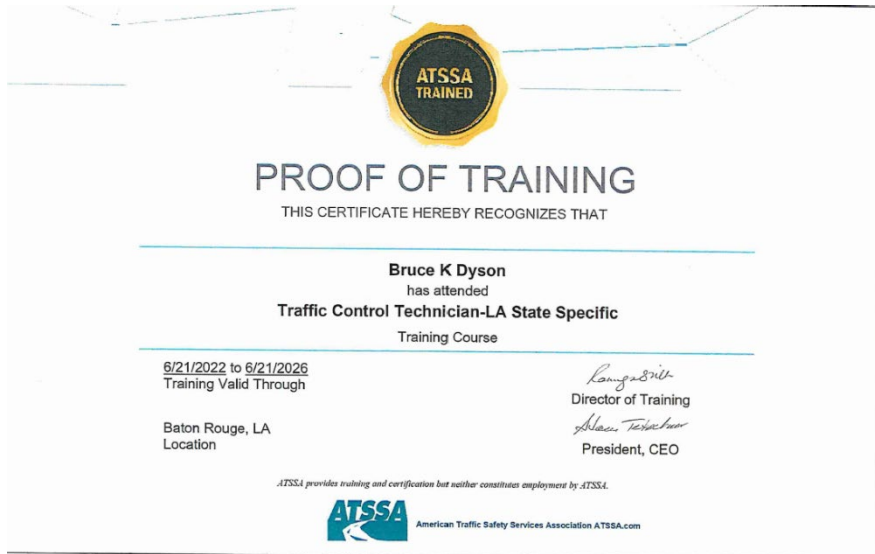 ATSSA
TRAINED
PROOF OF TRAINING
THIS CERTIFICATE HEREBY RECOGNIZES THAT
Bruce K Dyson
has attended
Traffic Control Technician-LA State Specific
Training Course
6/21/2022 to 6/21/2026
Training Valid Through
Director of Training
Baton Rouge, LA
Location
President, CEO
ATSSA provides training and certification but neither constitutes employment by ATSSA.
ATSSA
American Traffic Safety Services Association ATSSA.com